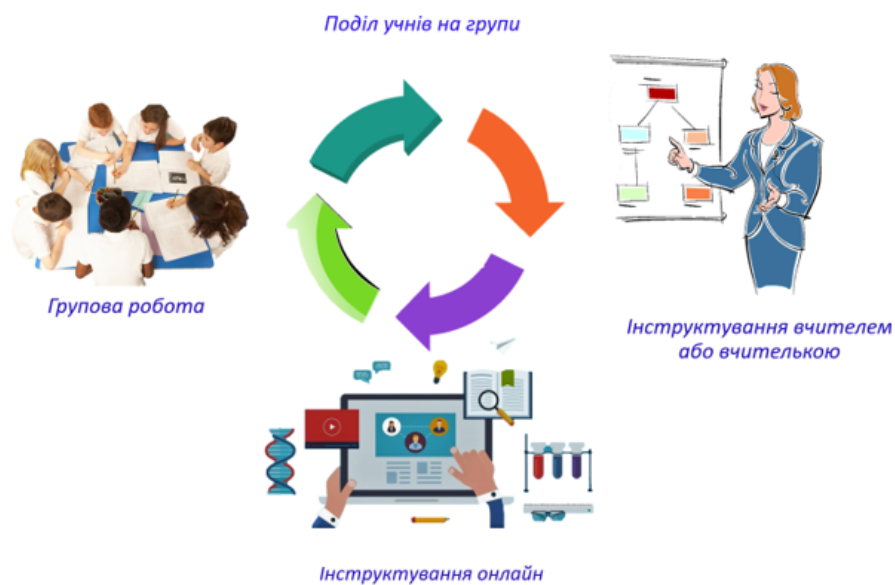 Поділ учнів на групи
Групова робота
Інструктування вчителем
або вчителькою
Інструктування онлайн